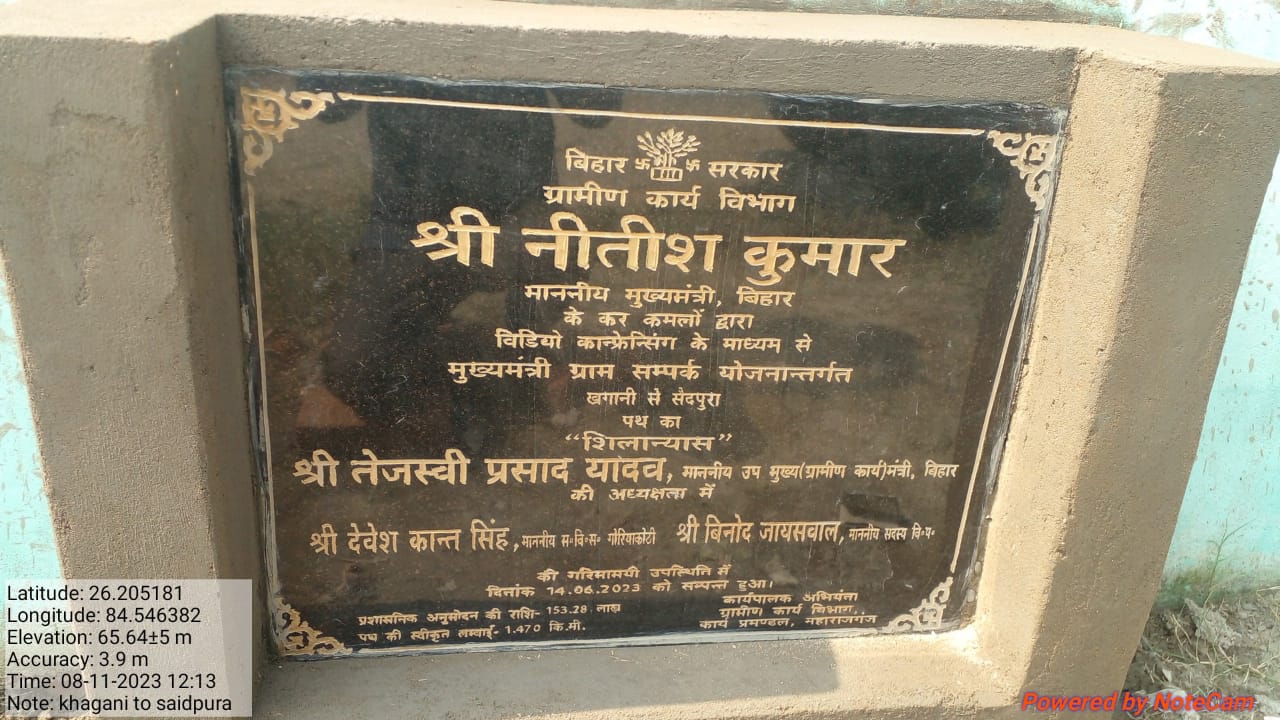 बिहार सरकार
ग्रामीण कार्य विभाग
श्री नीतीश कुमार
माननीय मुख्यमंत्री, बिहार
के कर कमलों द्वारा
विडियो कान्फ्रेन्सिंग के माध्यम से
मुख्यमंत्री ग्राम सम्पर्क योजनान्तर्गत
खगानी से सैदपुरा
पथ का
“शिलान्यास”
श्री तेजस्वी प्रसाद यादव, माननीय उप मुख्य(ग्रामीण कार्य)मंत्री, बिहार
की अध्यक्षता में
श्री देवेश कान्त सिंह, माननीय स॰वि॰स॰ गोरियाकोटी श्री बिनोद जायसवाल, माननीय सदस्य वि॰प॰
की गरिमामयी उपस्थिति में
दिनांक 14.06.2023 को सम्पन्न हुआ।
प्रशासनिक अनुमोदन की राशि- 153.28 लाख
पथ की स्वीकृत लम्बाई- 1.470 कि.मी.
कार्यपालक अभियंता
ग्रामीण कार्य विभाग,
कार्य प्रमण्डल, महाराजगंज
Latitude: 26.205181
Longitude: 84.546382
Elevation: 65.64±5 m
Accuracy: 3.9 m
Time: 08-11-2023 12:13
Note: khagani to saidpura
Powered by NoteCam